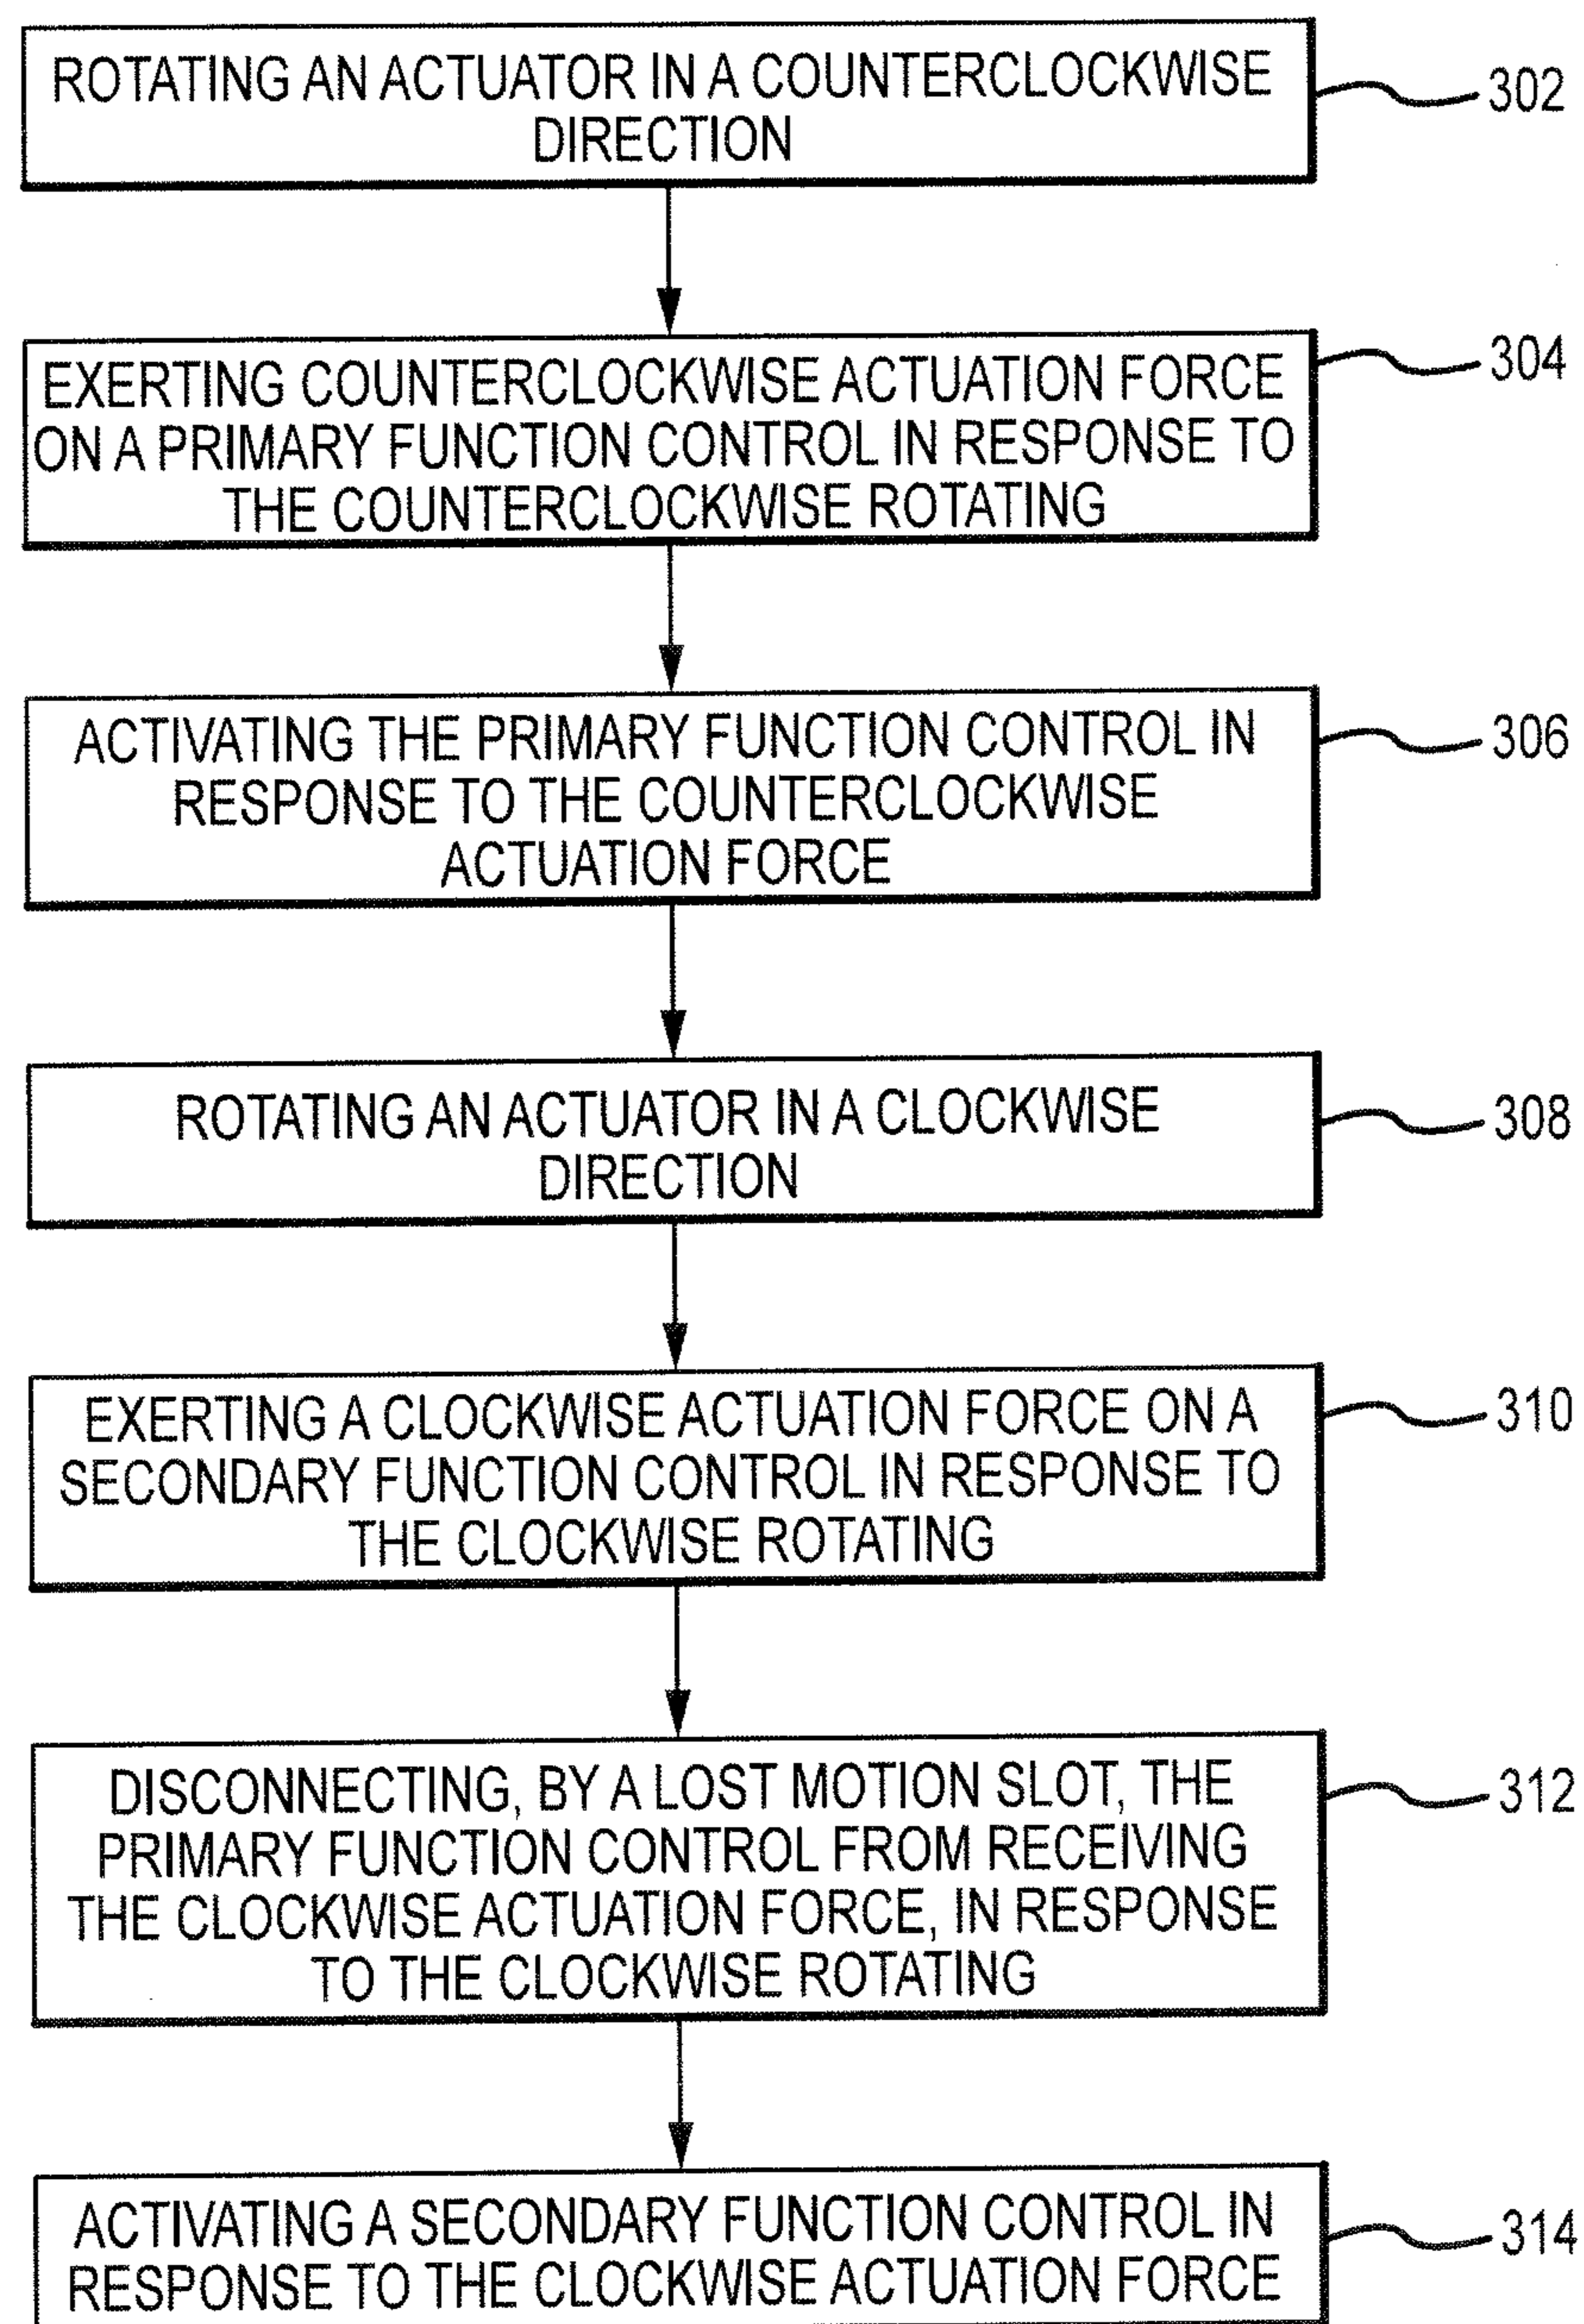 ROTATING AN ACTUATOR IN A COUNTERCLOCKWISE
DIRECTION
302
EXERTING COUNTERCLOCKWISE ACTUATION FORCE
ON A PRIMARY FUNCTION CONTROL IN RESPONSE TO
THE COUNTERCLOCKWISE ROTATING
304
ACTIVATING THE PRIMARY FUNCTION CONTROL IN
RESPONSE TO THE COUNTERCLOCKWISE
ACTUATION FORCE
306
ROTATING AN ACTUATOR IN A CLOCKWISE
DIRECTION
308
EXERTING A CLOCKWISE ACTUATION FORCE ON A
SECONDARY FUNCTION CONTROL IN RESPONSE TO
THE CLOCKWISE ROTATING
310
DISCONNECTING, BY A LOST MOTION SLOT, THE
PRIMARY FUNCTION CONTROL FROM RECEIVING
THE CLOCKWISE ACTUATION FORCE, IN RESPONSE
TO THE CLOCKWISE ROTATING
312
ACTIVATING A SECONDARY FUNCTION CONTROL IN
RESPONSE TO THE CLOCKWISE ACTUATION FORCE
314